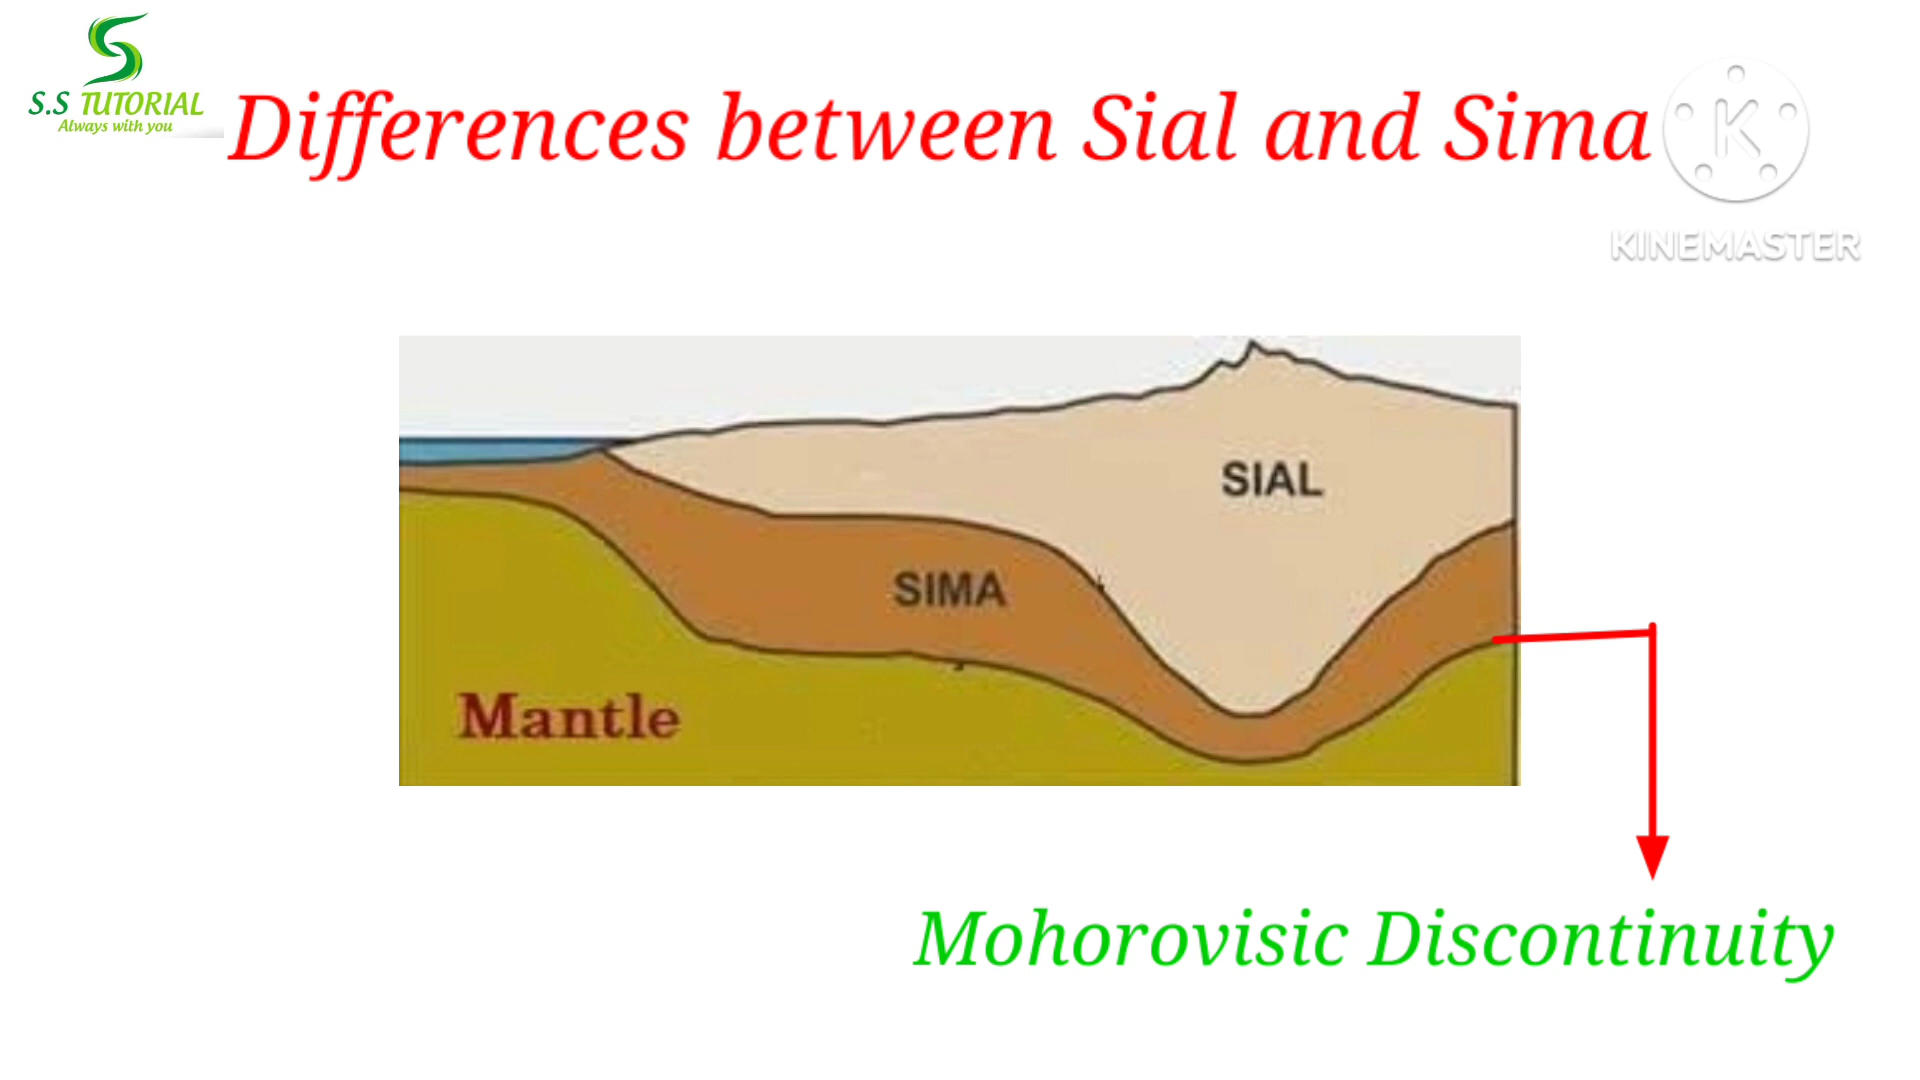 S.S TUTORIAL
Always with you
Differences between Sial and Sima
K
KINEMASTER
SIAL
SIMA
Mantle
Mohorovisic Discontinuity